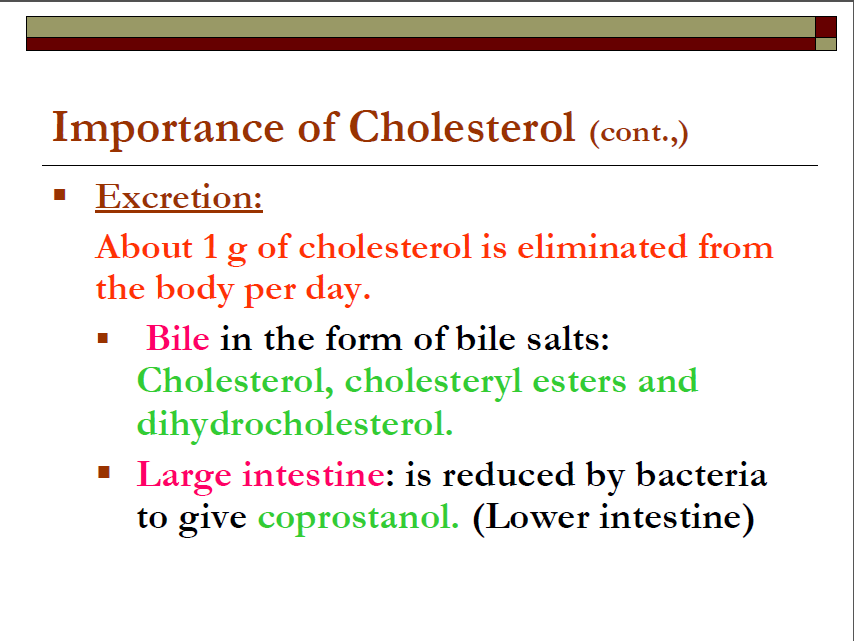 Importance of Cholesterol (cont.,)
▪ Excretion:
About 1 g of cholesterol is eliminated from
the body per day.
▪ Bile in the form of bile salts:
Cholesterol, cholesteryl esters and
dihydrocholesterol.
▪ Large intestine: is reduced by bacteria
to give coprostanol. (Lower intestine)